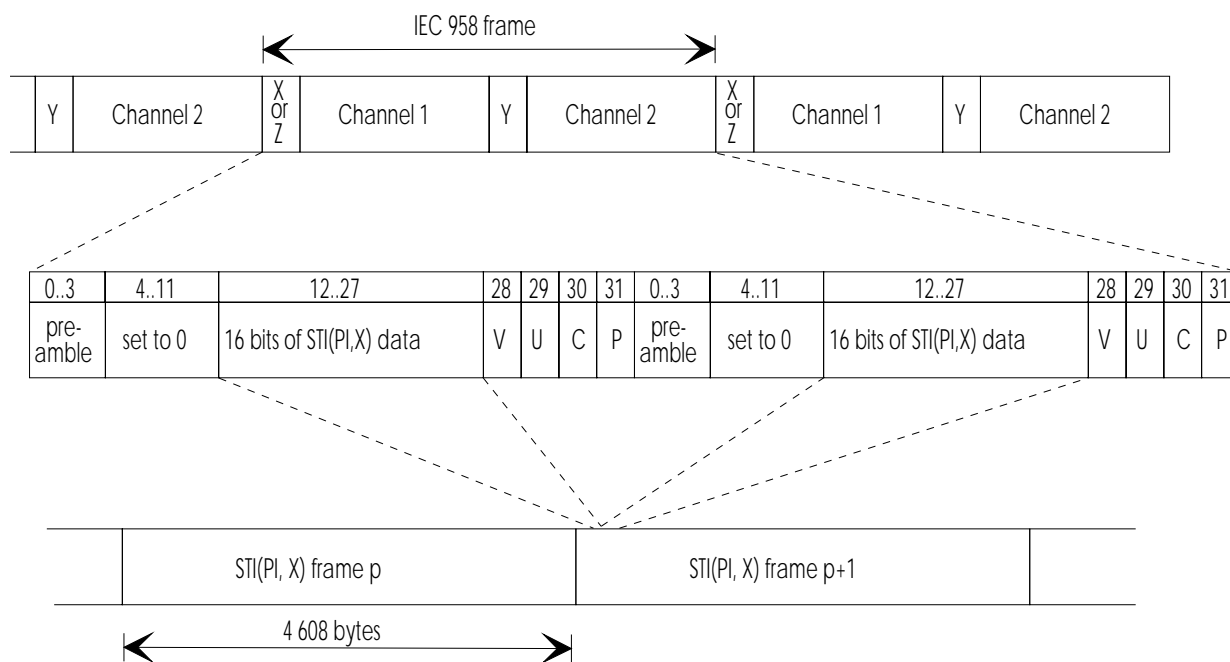 IEC 958 frame
Y Channel 2 X or Z Channel 1 Y Channel 2 X or Z Channel 1 Y Channel 2
0..3 4..11 12..27 28 29 30 31 0..3 4..11 12..27 28 29 30 31
pre-amble set to 0 16 bits of STI(PI,X) data V U C P pre-amble set to 0 16 bits of STI(PI,X) data V U C P
STI(PI, X) frame p STI(PI, X) frame p+1
4 608 bytes